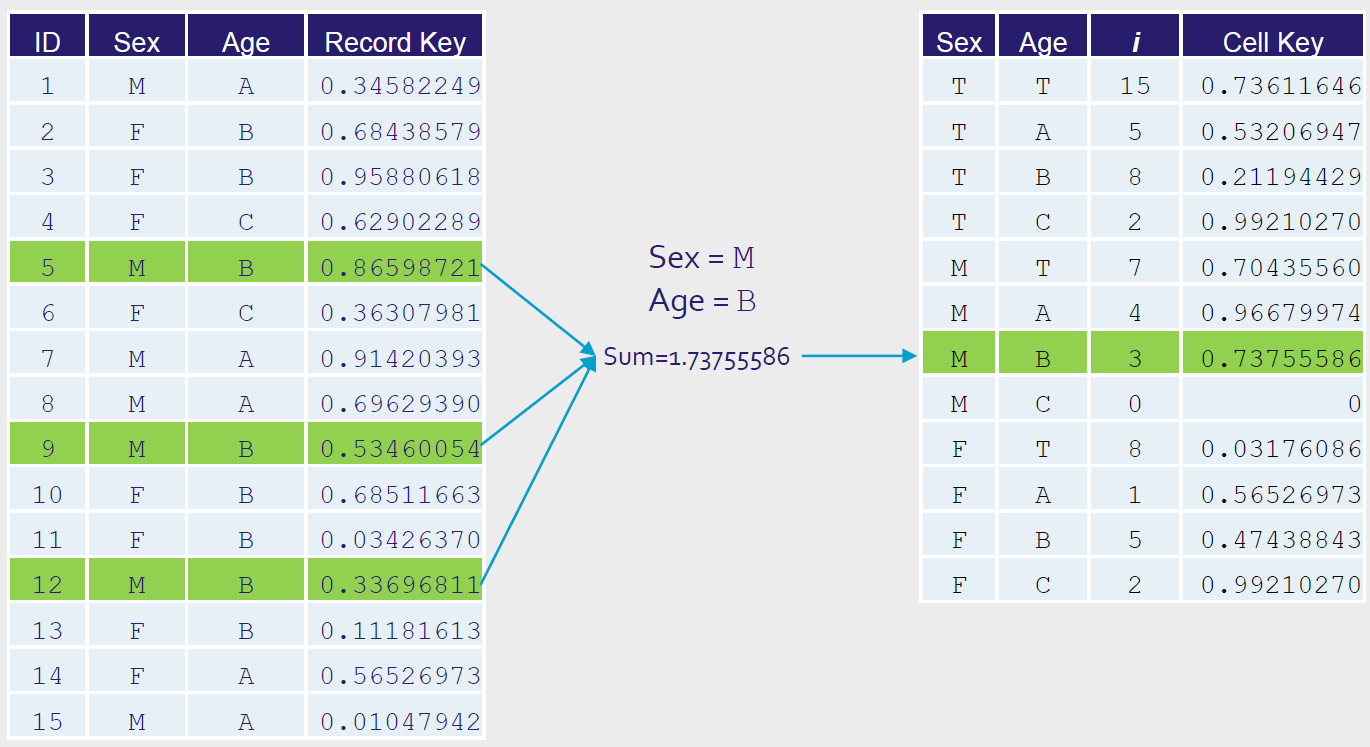 ID Sex Age Record Key
1 M A 0.34582249
2 F B 0.68438579
3 F B 0.95880618
4 F C 0.62902289
5 M B 0.86598721
6 F C 0.36307981
7 M A 0.91420393
8 M A 0.69629390
9 M B 0.53460054
10 F B 0.68511663
11 F B 0.03426370
12 M B 0.33696811
13 F B 0.11181613
14 F A 0.56526973
15 M A 0.01047942
Sex = M
Age = B
Sum=1.73755586
Sex Age i Cell Key
T T 15 0.73611646
T A 5 0.53206947
T B 8 0.21194429
T C 2 0.99210270
M T 7 0.70435560
M A 4 0.96679974
M B 3 0.73755586
M C 0 0
F T 8 0.03176086
F A 1 0.56526973
F B 5 0.47438843
F C 2 0.99210270